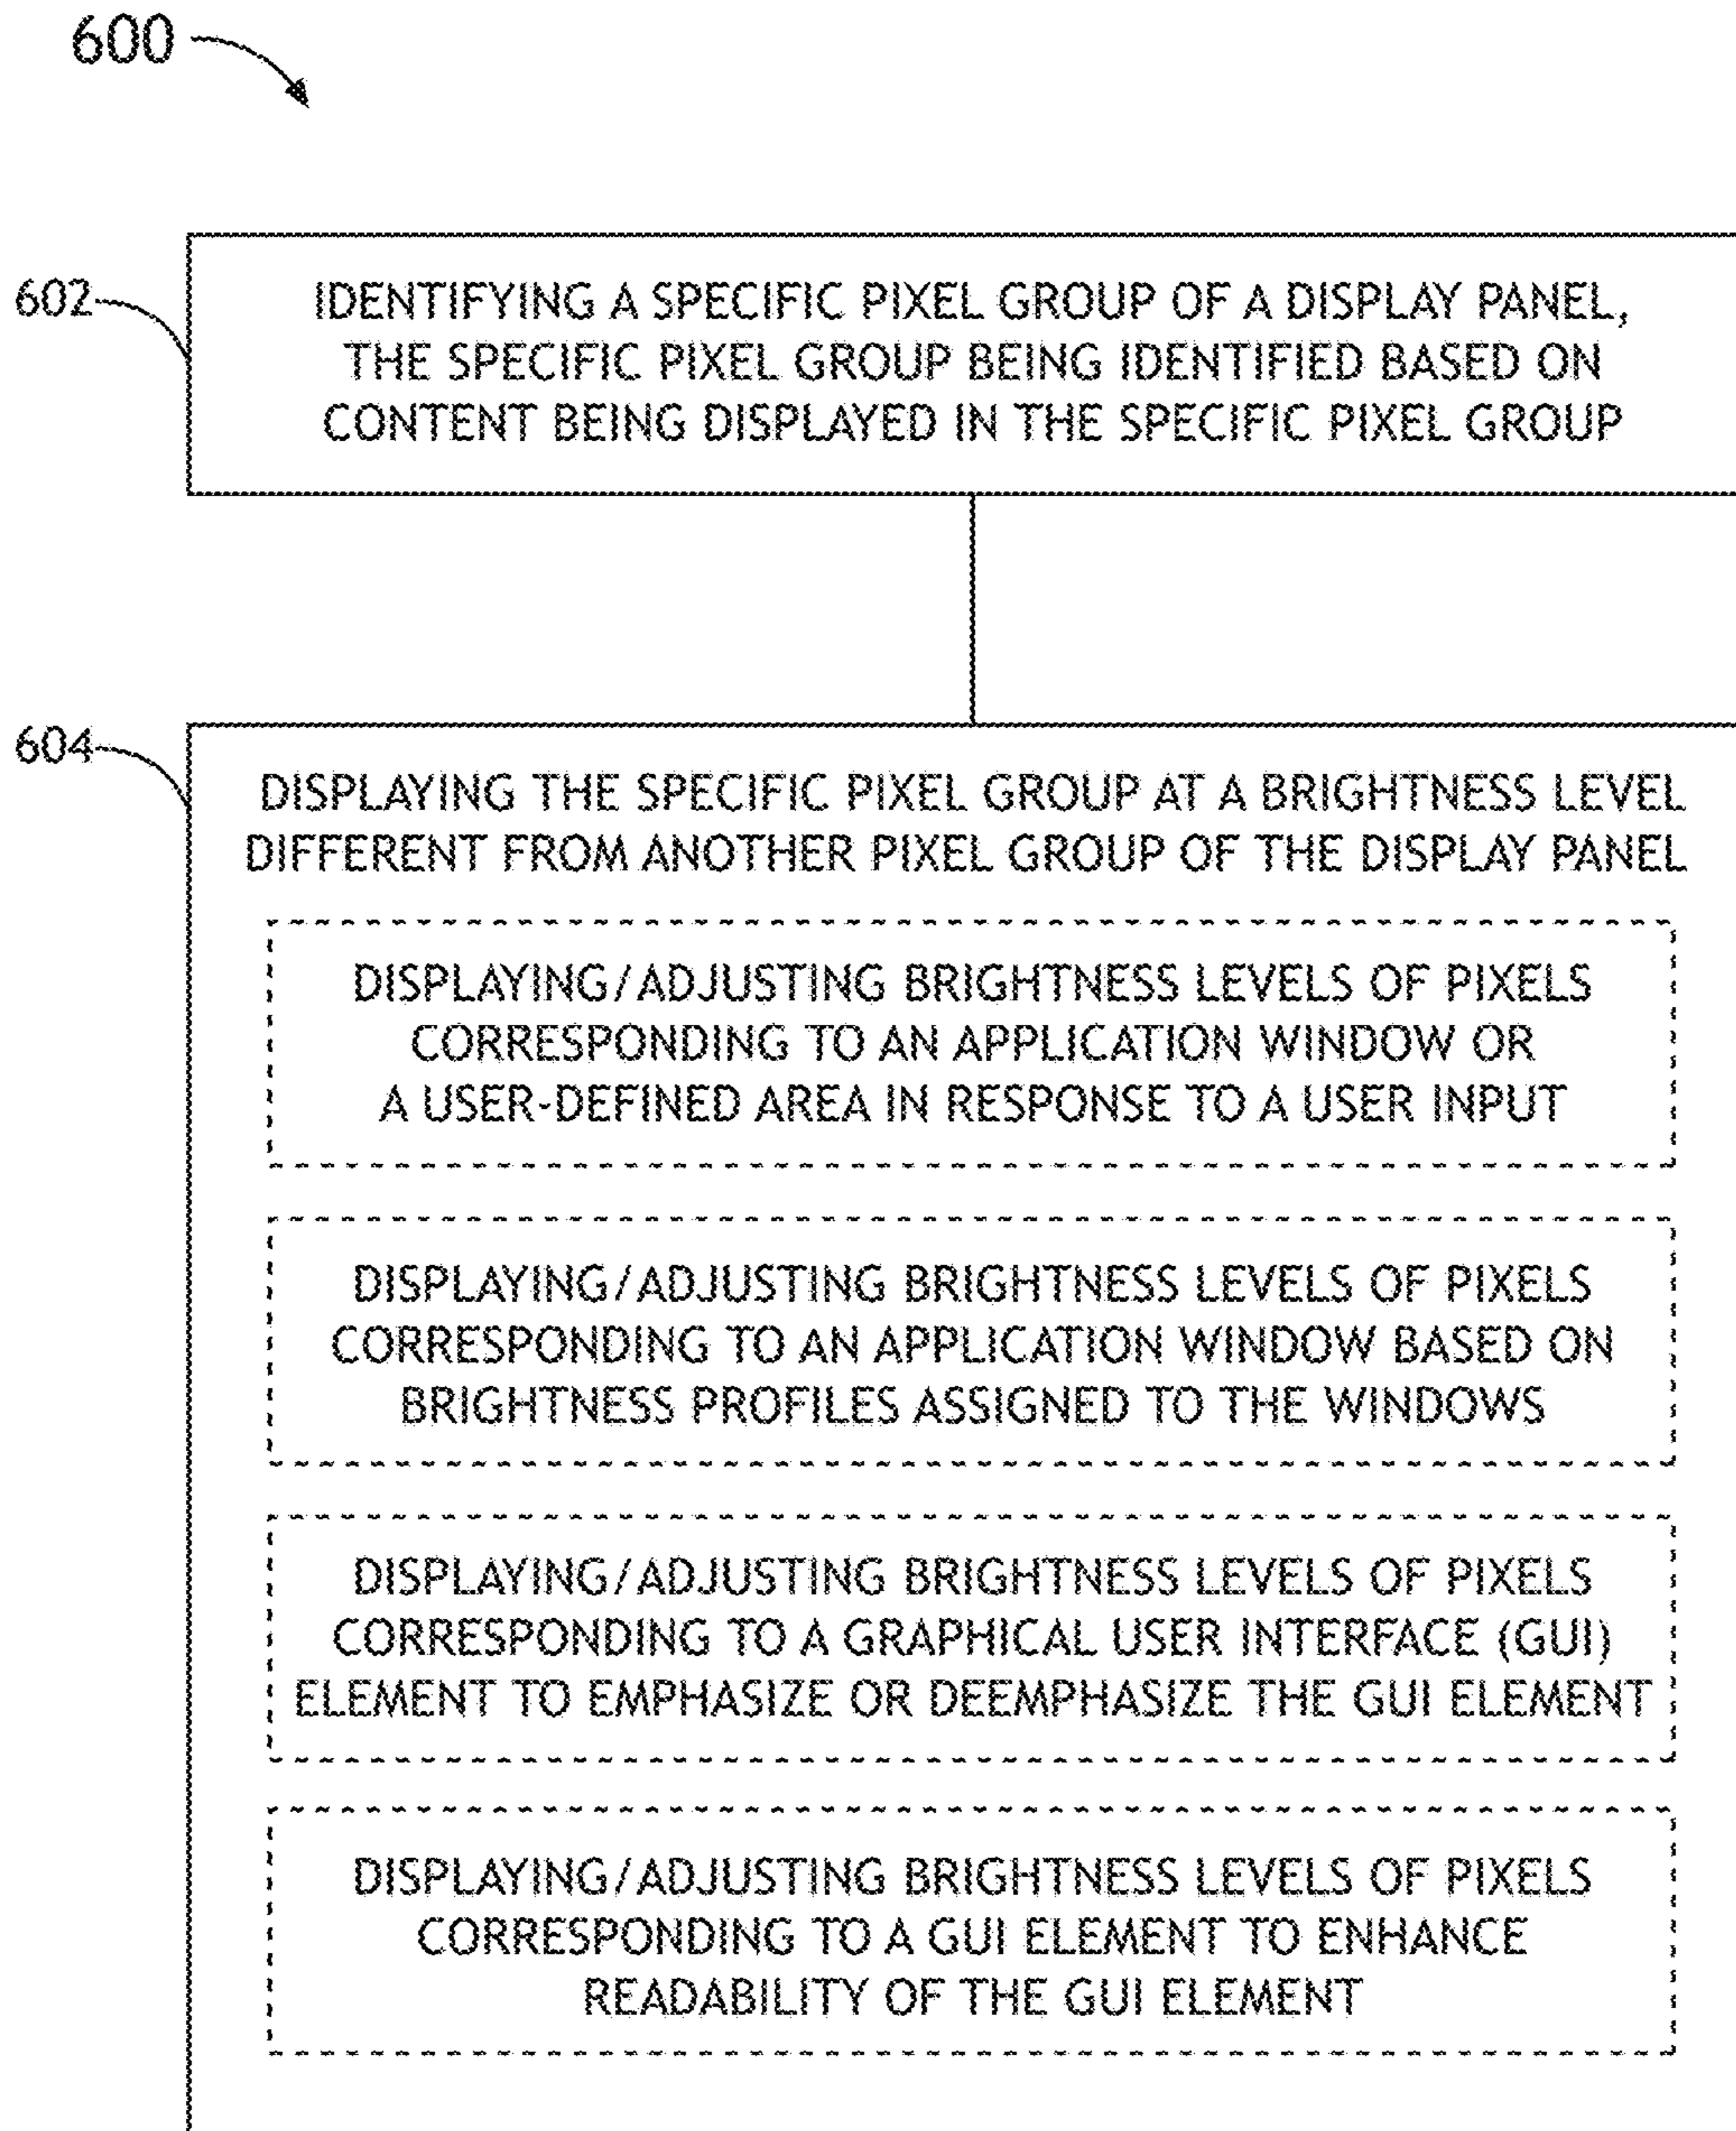 600
602
IDENTIFYING A SPECIFIC PIXEL GROUP OF A DISPLAY PANEL,
THE SPECIFIC PIXEL GROUP BEING IDENTIFIED BASED ON
CONTENT BEING DISPLAYED IN THE SPECIFIC PIXEL GROUP
604
DISPLAYING THE SPECIFIC PIXEL GROUP AT A BRIGHTNESS LEVEL
DIFFERENT FROM ANOTHER PIXEL GROUP OF THE DISPLAY PANEL
DISPLAYING/ADJUSTING BRIGHTNESS LEVELS OF PIXELS
CORRESPONDING TO AN APPLICATION WINDOW OR
A USER-DEFINED AREA IN RESPONSE TO A USER INPUT
DISPLAYING/ADJUSTING BRIGHTNESS LEVELS OF PIXELS
CORRESPONDING TO AN APPLICATION WINDOW BASED ON
BRIGHTNESS PROFILES ASSIGNED TO THE WINDOWS
DISPLAYING/ADJUSTING BRIGHTNESS LEVELS OF PIXELS
CORRESPONDING TO A GRAPHICAL USER INTERFACE (GUI)
ELEMENT TO EMPHASIZE OR DEEMPHASIZE THE GUI ELEMENT
DISPLAYING/ADJUSTING BRIGHTNESS LEVELS OF PIXELS
CORRESPONDING TO A GUI ELEMENT TO ENHANCE
READABILITY OF THE GUI ELEMENT